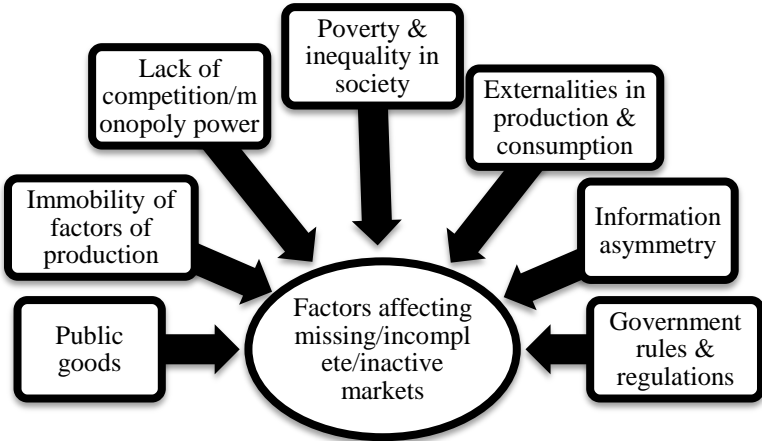 Poverty &
inequality in
society
Lack of
competition/m
onopoly power
Externalities in
production &
consumption
Immobility of
factors of
production
Information
asymmetry
Public
goods
Factors affecting
missing/incompl
ete/inactive
markets
Government
rules &
regulations